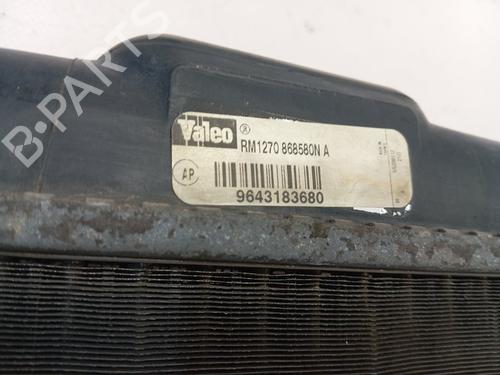 B-PARTS
Valeo ®
RM1270 868580N A
AP
9643183680